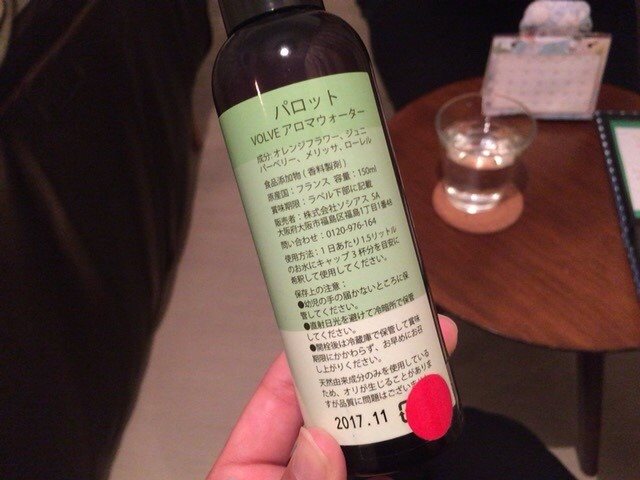 パロット
VOLVE アロマウォーター
成分 オレンジフラワー、ジュニ
パーベリー、メリッサ、ローレル
食品添加物(香料製剤)
原産国:フランス 容量:150ml
賞味期限:ラベル下部に記載
販売者:株式会社ソシアス SA
大阪府大阪市福島区福島1丁目1番48
問い合わせ:0120-976-164
使用方法:1日あたり1.5リットル
のお水にキャップ3杯分を目安に
希釈して使用してください。
保存上の注意:
●幼児の手の届かないところに保
管してください。
●直射日光を避けて冷暗所で保管
してください。
●開栓後は冷蔵庫で保管して賞味
期限にかかわらず、お早めにお召
し上がりください。
天然由来成分のみを使用している
ため、オリが生じることがありま
すが品質に問題はございませ
2017.11